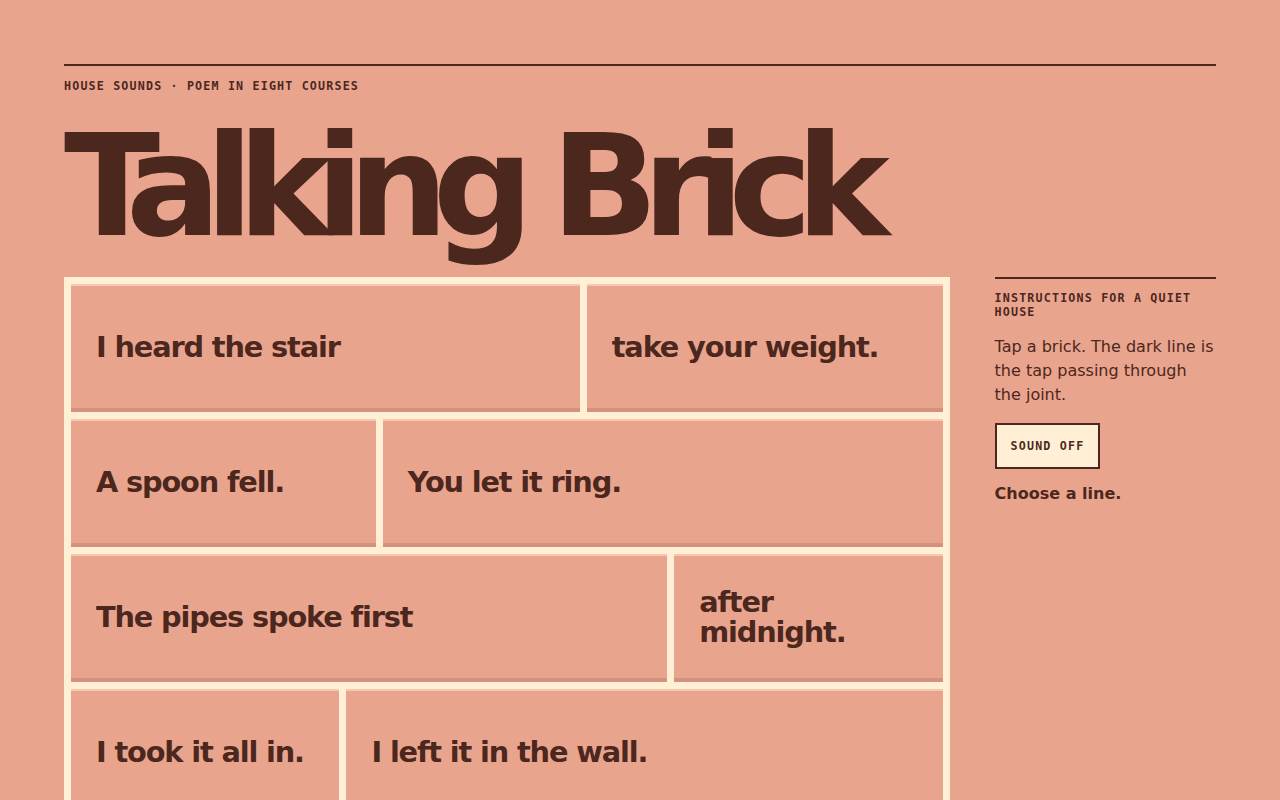 HOUSE SOUNDS · POEM IN EIGHT COURSES
Talking Brick
I heard the stair
take your weight.
A spoon fell.
You let it ring.
The pipes spoke first
after
midnight.
I took it all in.
I left it in the wall.
INSTRUCTIONS FOR A QUIET
HOUSE
Tap a brick. The dark line is
the tap passing through
the joint.
SOUND OFF
Choose a line.